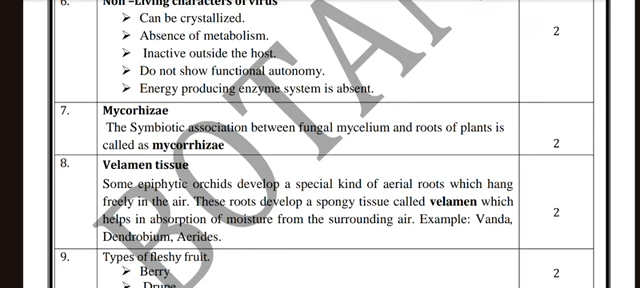 6. Non –Living characters of virus
➢ Can be crystallized.
➢ Absence of metabolism.
➢ Inactive outside the host.
➢ Do not show functional autonomy.
➢ Energy producing enzyme system is absent.
2
7. Mycorhizae
The Symbiotic association between fungal mycelium and roots of plants is
called as mycorrhizae
2
8. Velamen tissue
Some epiphytic orchids develop a special kind of aerial roots which hang
freely in the air. These roots develop a spongy tissue called velamen which
helps in absorption of moisture from the surrounding air. Example: Vanda,
Dendrobium, Aerides.
2
9. Types of fleshy fruit.
➢ Berry
➢ Drupe
2
BOTA